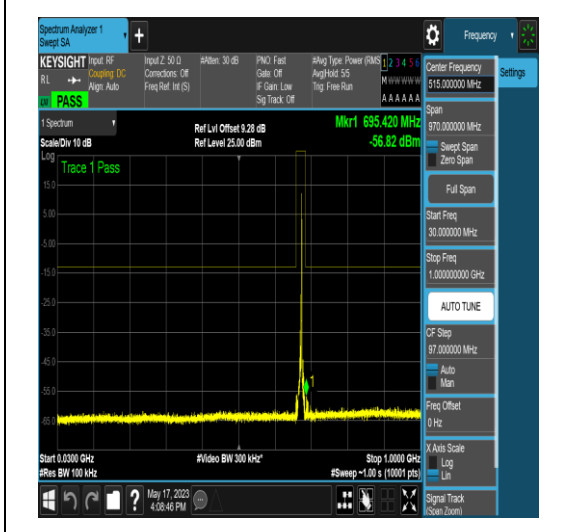 Spectrum Analyzer 1
Swept SA
Frequency
KEYSIGHT
RL
Input: RF
Coupling: DC
Align: Auto
Input Z: 50 Ω
Corrections: Off
Freq Ref: Int (S)
#Atten: 30 dB
PNO: Fast
Gate: Off
IF Gain: Low
Sig Track: Off
#Avg Type: Power (RMS
Avg|Hold: 5/5
Trig: Free Run
1 2 3 4 5 6
M W W W W W
A A A A A A
PASS
1 Spectrum
Scale/Div 10 dB
Ref Lvl Offset 9.28 dB
Ref Level 25.00 dBm
Mkr1 695.420 MHz
-56.82 dBm
Log
Trace 1 Pass
15.0
5.00
-5.00
-15.0
-25.0
-35.0
-45.0
-55.0
-65.0
1
Start 0.0300 GHz
#Res BW 100 kHz
#Video BW 300 kHz*
Stop 1.0000 GHz
#Sweep ~1.00 s (10001 pts)
?
May 17, 2023
4:08:46 PM
Center Frequency
515.000000 MHz
Settings
Span
970.000000 MHz
Swept Span
Zero Span
Full Span
Start Freq
30.000000 MHz
Stop Freq
1.000000000 GHz
AUTO TUNE
CF Step
97.000000 MHz
Auto
Man
Freq Offset
0 Hz
X Axis Scale
Log
Lin
Signal Track
(Span Zoom)